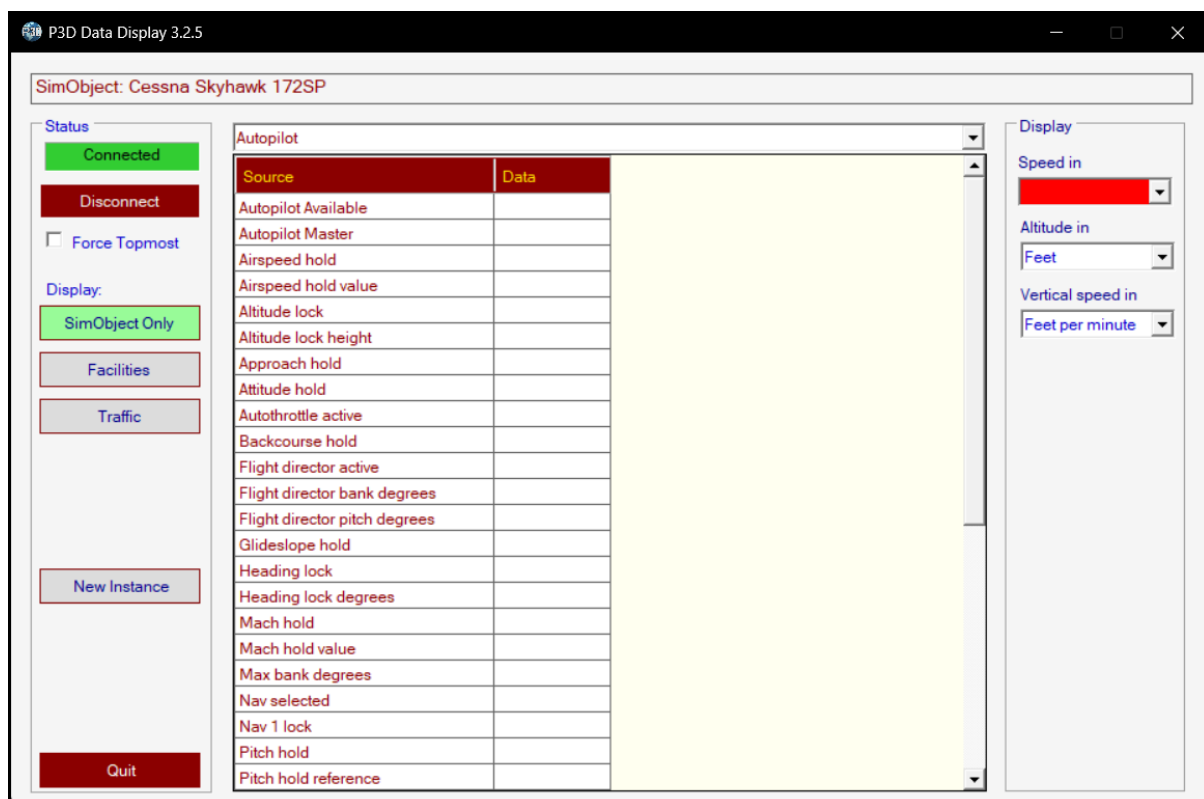 P3D Data Display 3.2.5
SimObject: Cessna Skyhawk 172SP
Status
Connected
Disconnect
Force Topmost
Display:
SimObject Only
Facilities
Traffic
New Instance
Quit
Autopilot
Source Data
Autopilot Available
Autopilot Master
Airspeed hold
Airspeed hold value
Altitude lock
Altitude lock height
Approach hold
Attitude hold
Autothrottle active
Backcourse hold
Flight director active
Flight director bank degrees
Flight director pitch degrees
Glideslope hold
Heading lock
Heading lock degrees
Mach hold
Mach hold value
Max bank degrees
Nav selected
Nav 1 lock
Pitch hold
Pitch hold reference
Display
Speed in
Altitude in
Feet
Vertical speed in
Feet per minute